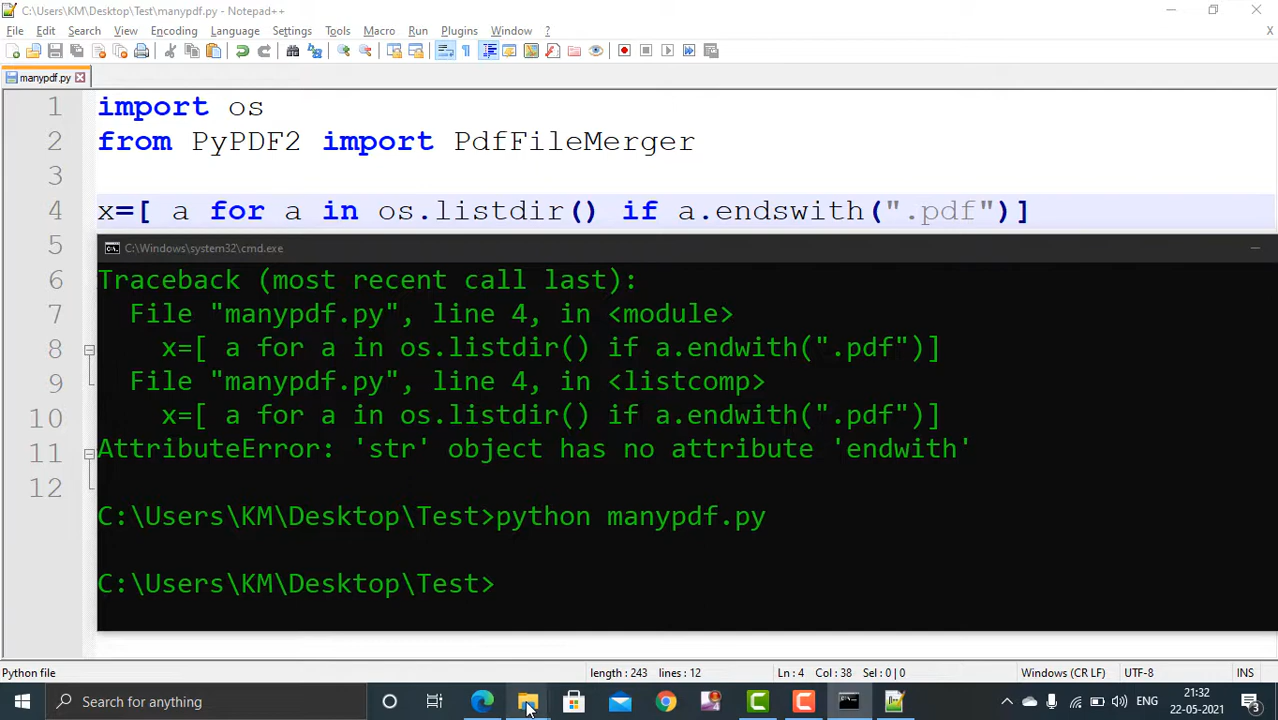 C:\Users\KM\Desktop\Test\manypdf.py - Notepad++
File Edit Search View Encoding Language Settings Tools Macro Run Plugins Window ? X
manypdf.py
1 import os
2 from PyPDF2 import PdfFileMerger
3
4 x=[ a for a in os.listdir() if a.endswith(".pdf")]
5
C:\Windows\system32\cmd.exe
6 Traceback (most recent call last):
7 File "manypdf.py", line 4, in <module>
8 x=[ a for a in os.listdir() if a.endwith(".pdf")]
9 File "manypdf.py", line 4, in <listcomp>
10 x=[ a for a in os.listdir() if a.endwith(".pdf")]
11 AttributeError: 'str' object has no attribute 'endwith'
12
C:\Users\KM\Desktop\Test>python manypdf.py
C:\Users\KM\Desktop\Test>
Python file length : 243 lines : 12 Ln : 4 Col : 38 Sel : 0 | 0 Windows (CR LF) UTF-8 INS
Search for anything ENG 21:32
22-05-2021 3